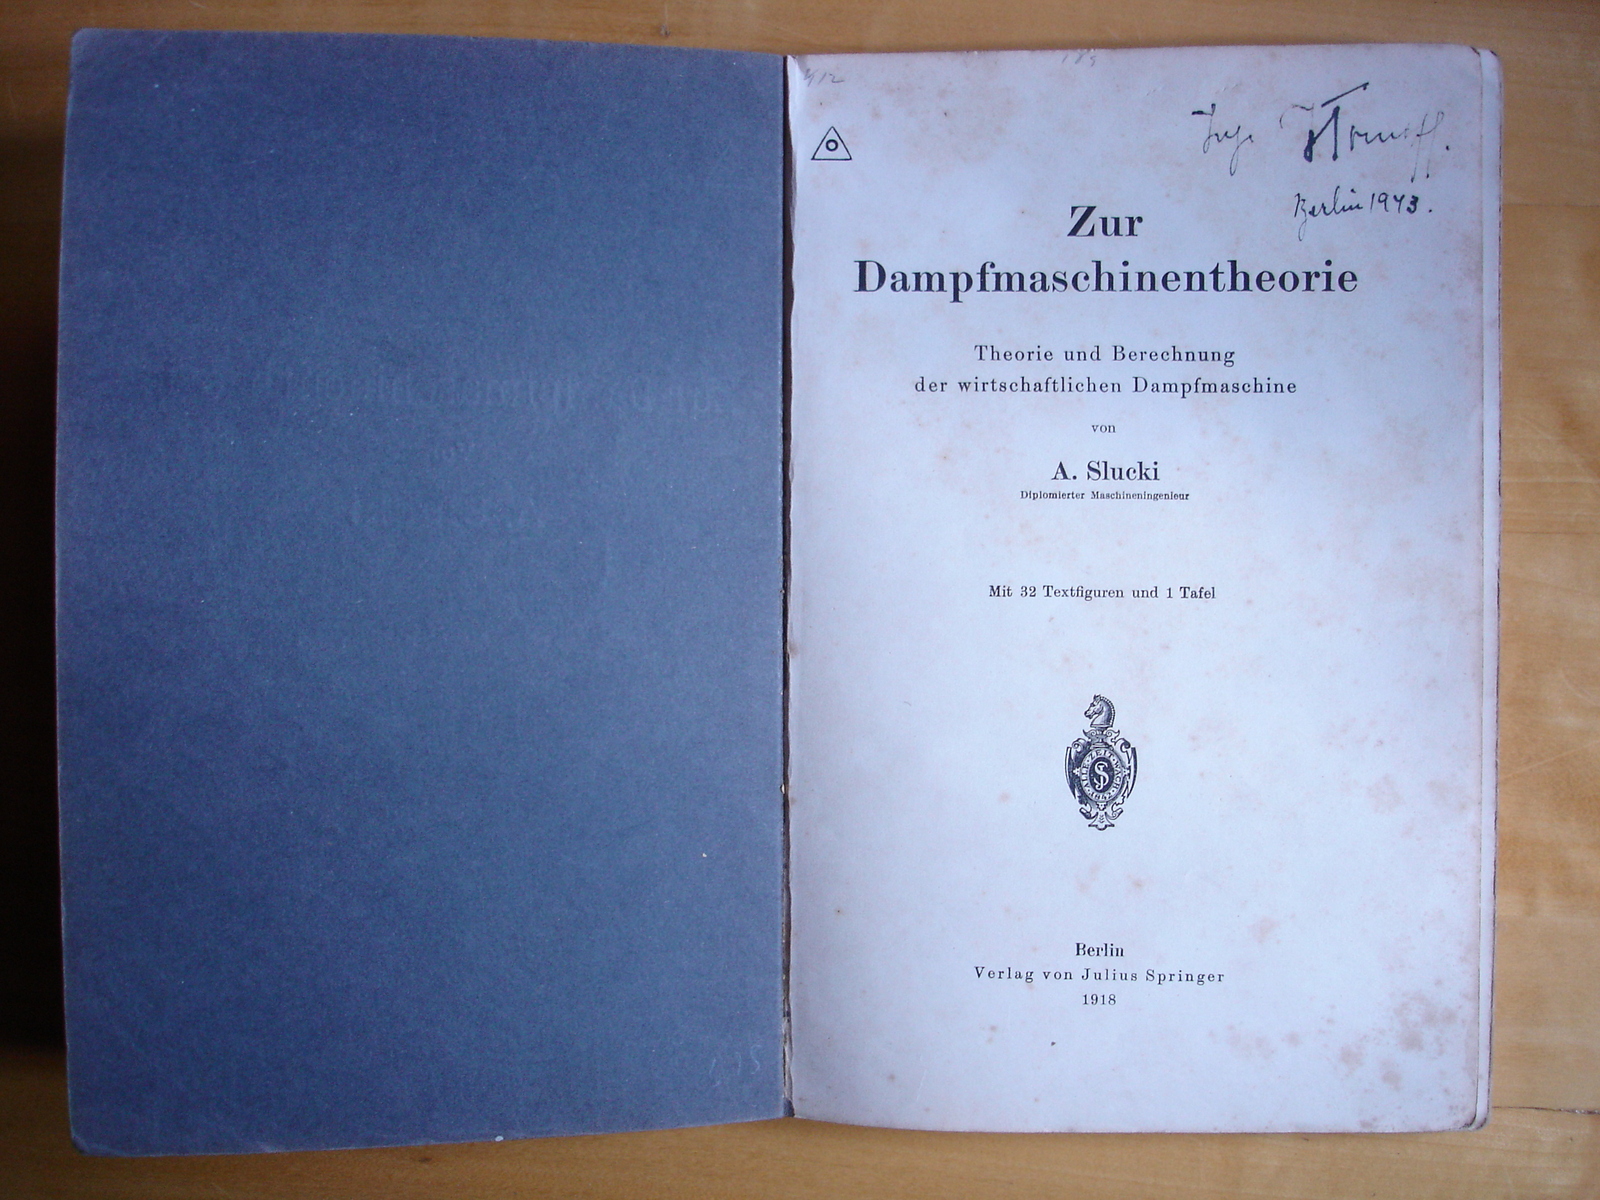 Berlin 1943.
Zur
Dampfmaschinentheorie
Theorie und Berechnung
der wirtschaftlichen Dampfmaschine
von
A. Slucki
Diplomierter Maschineningenieur
Mit 32 Textfiguren und 1 Tafel
Berlin
Verlag von Julius Springer
1918